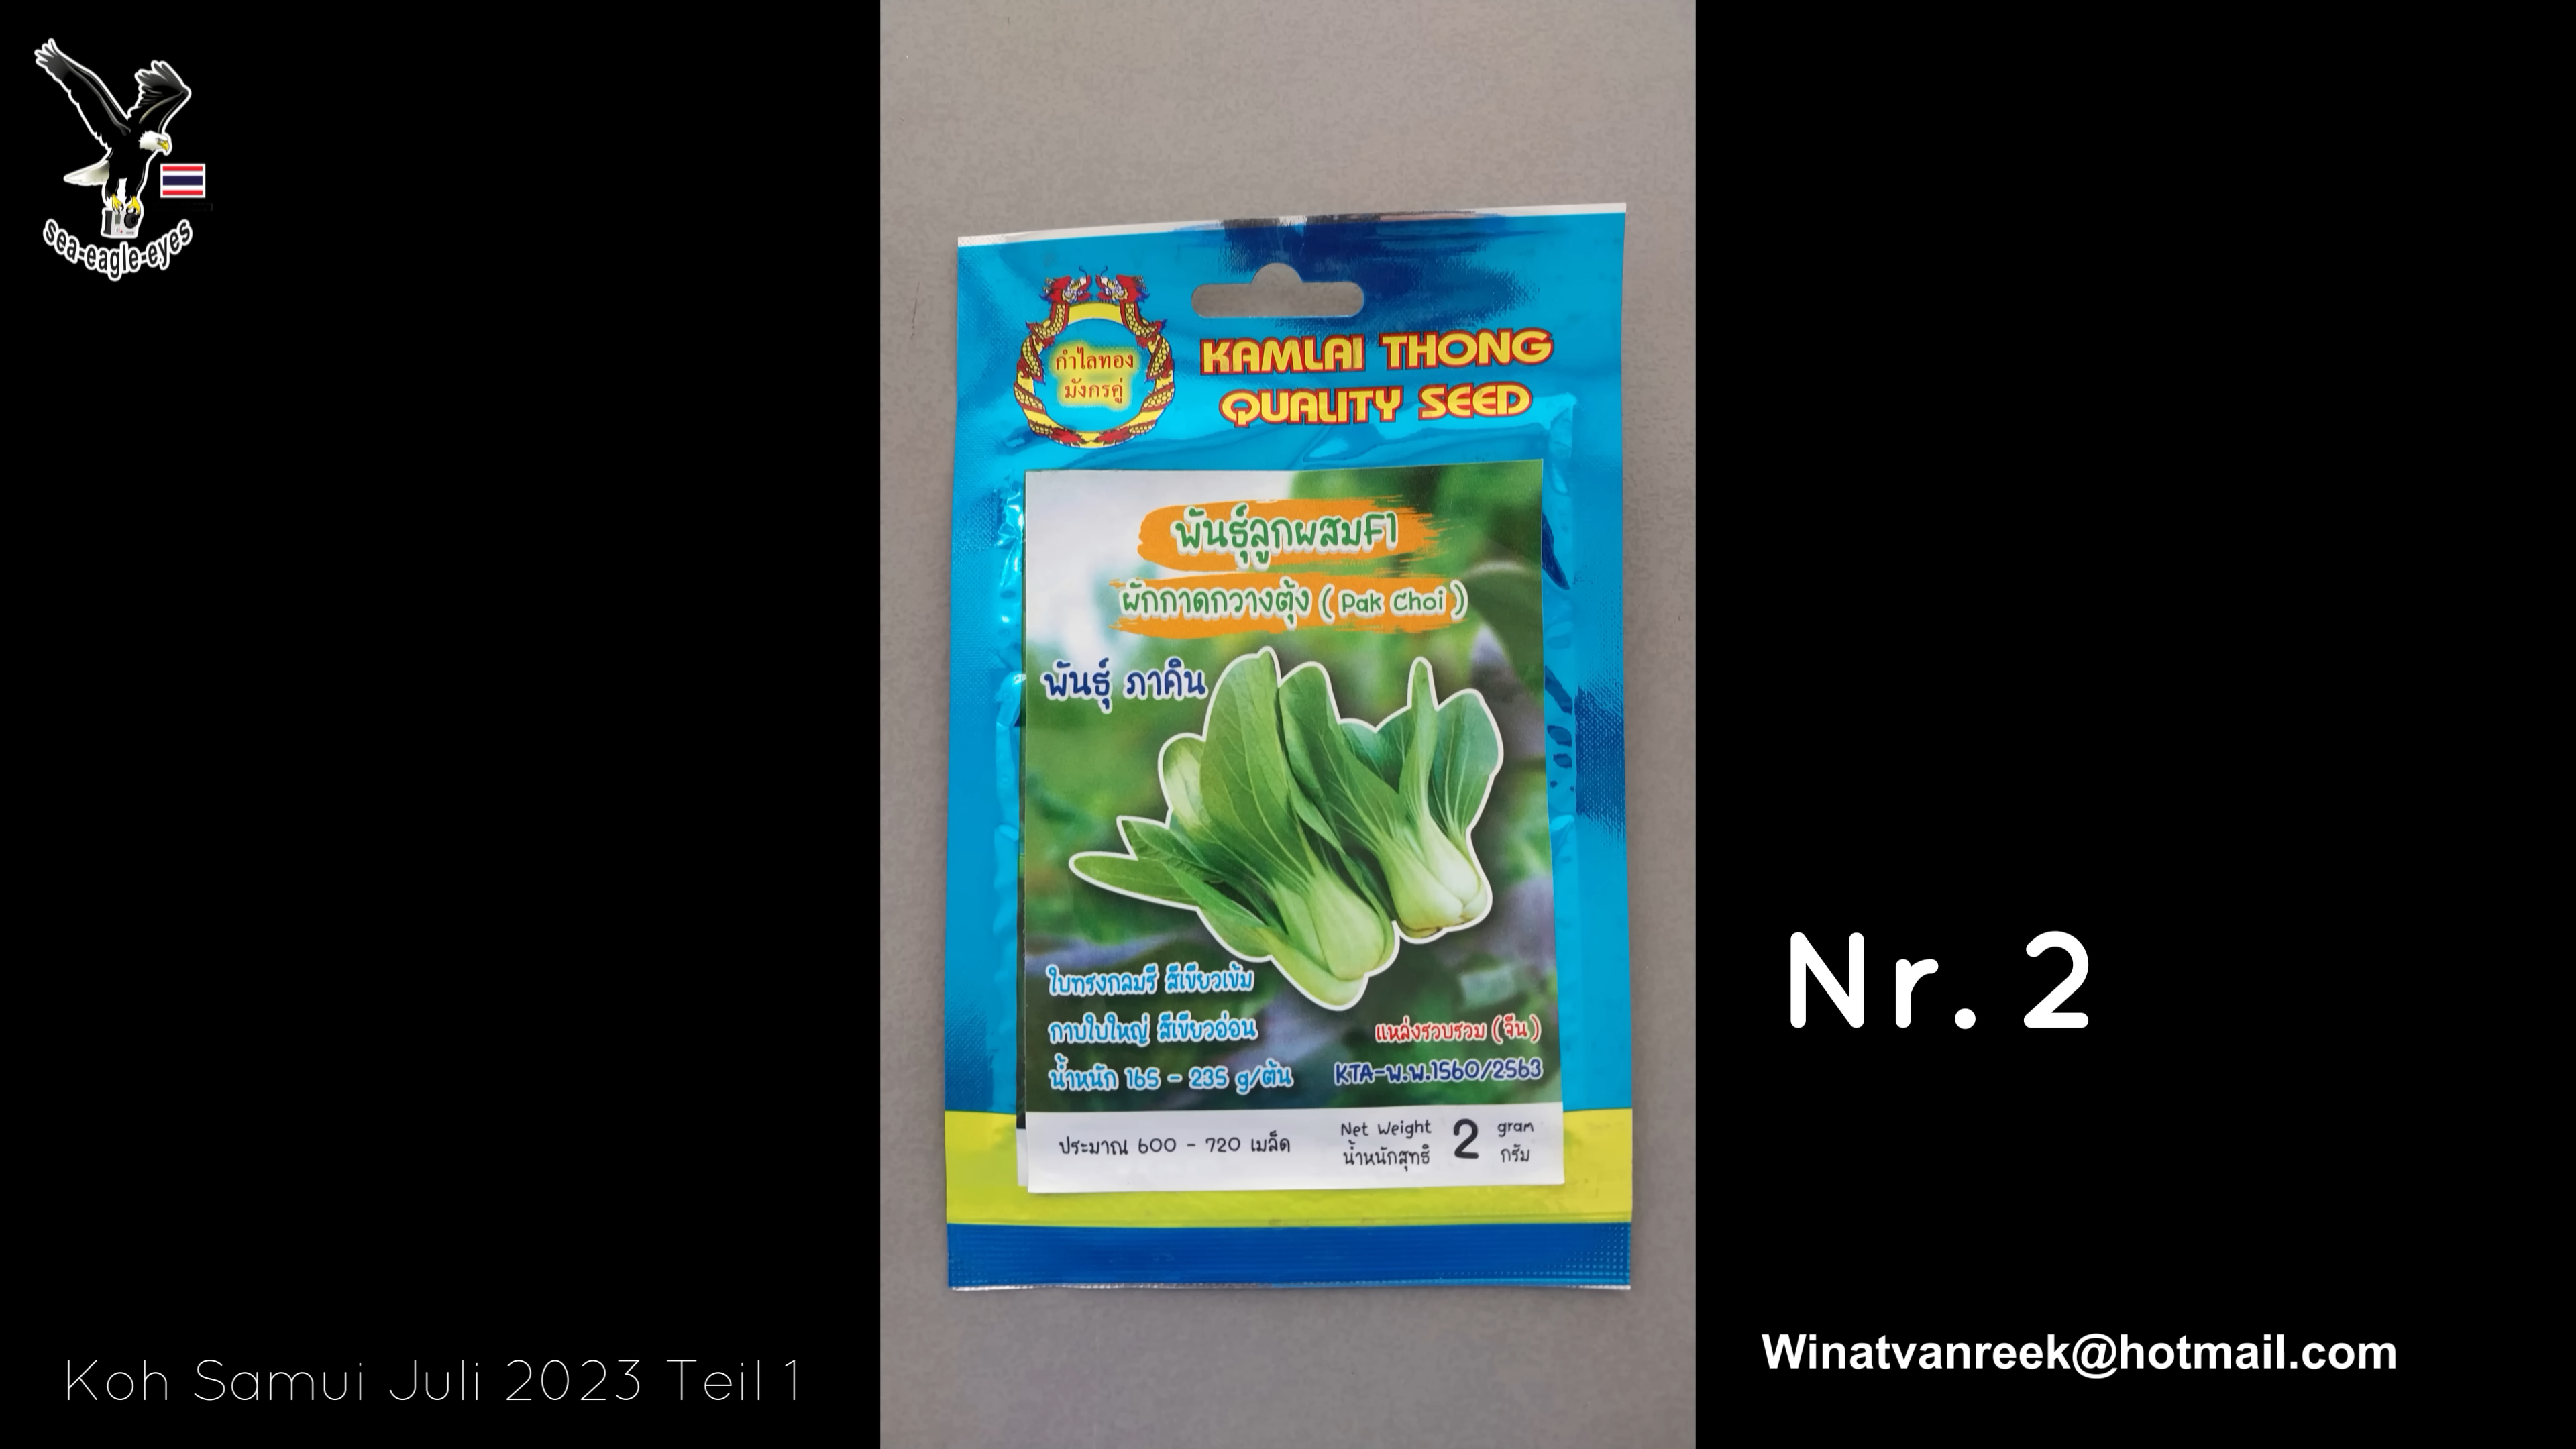 sea-eagle-eyes
กำไลทอง
มังกรคู่
KAMLAI THONG
QUALITY SEED
พันธุ์ลูกผสมF1
ผักกาดกวางตุ้ง ( Pak Choi )
พันธุ์ ภาคิน
ใบทรงกลมรี สีเขียวเข้ม
กาบใบใหญ่ สีเขียวอ่อน
น้ำหนัก 165 - 235 g/ต้น
แหล่งรวบรวม (จีน)
KTA-พ.พ.1560/2563
ประมาณ 600 - 720 เมล็ด
Net Weight 2 gram
น้ำหนักสุทธิ กรัม
Nr. 2
Koh Samui Juli 2023 Teil 1
Winatvanreek@hotmail.com